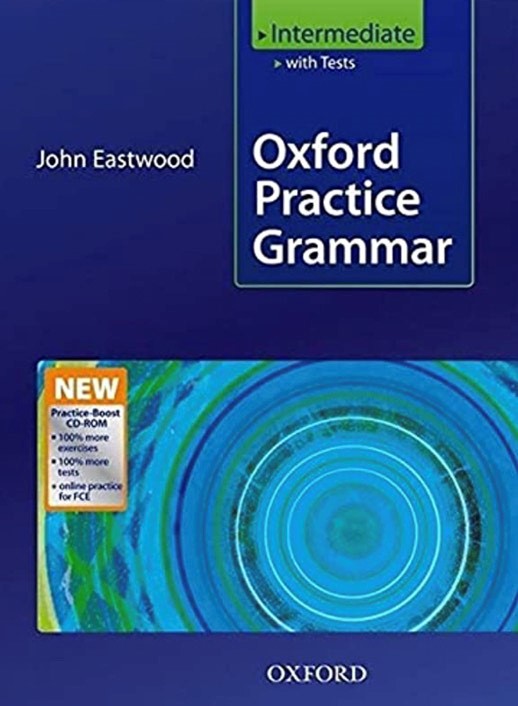 ▸ Intermediate
▸ with Tests
John Eastwood
Oxford
Practice
Grammar
NEW
Practice-Boost
CD-ROM
▪ 100% more
exercises
▪ 100% more
tests
▪ online practice
for FCE
OXFORD